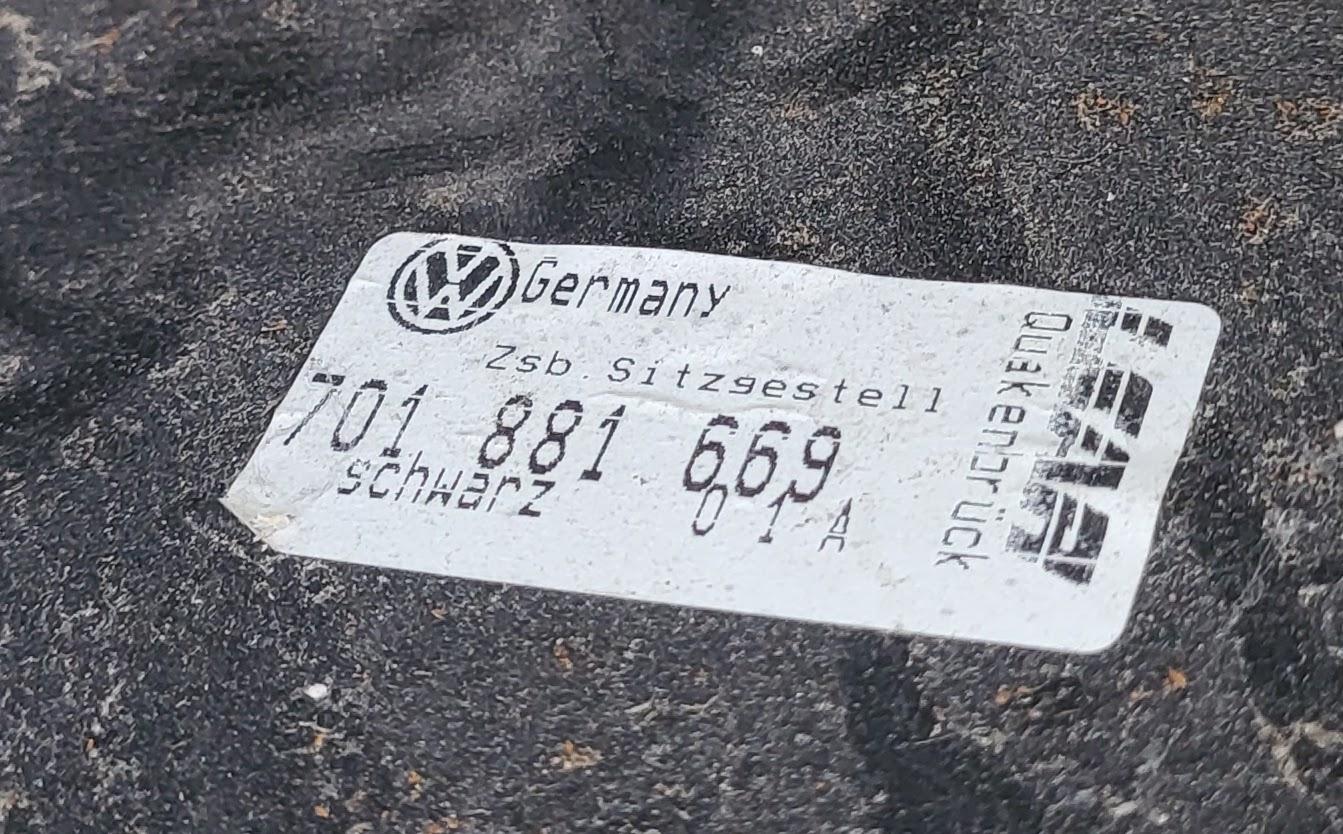 Germany
Zsb. Sitzgestell
701 881 669
schwarz 01A
Quakenbrück